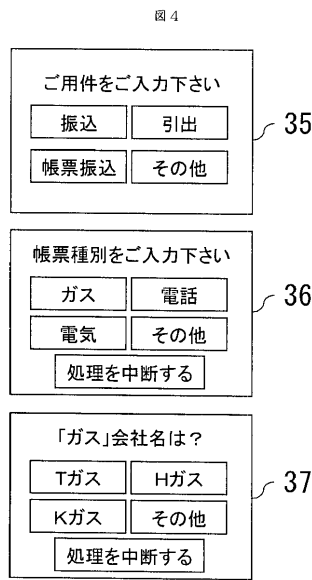 図4
ご用件をご入力下さい
振込 引出
帳票振込 その他
35
帳票種別をご入力下さい
ガス 電話
電気 その他
処理を中断する
36
「ガス」会社名は？
Tガス Hガス
Kガス その他
処理を中断する
37